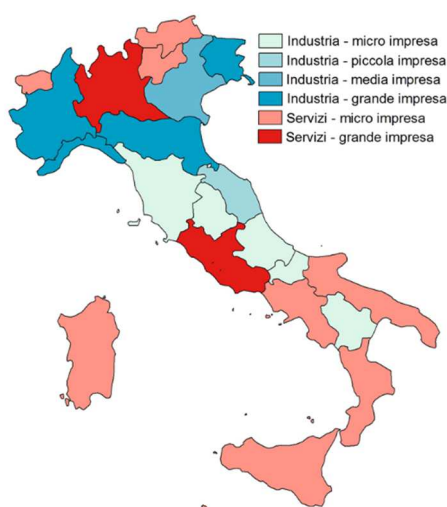 Industria - micro impresa
Industria - piccola impresa
Industria - media impresa
Industria - grande impresa
Servizi - micro impresa
Servizi - grande impresa